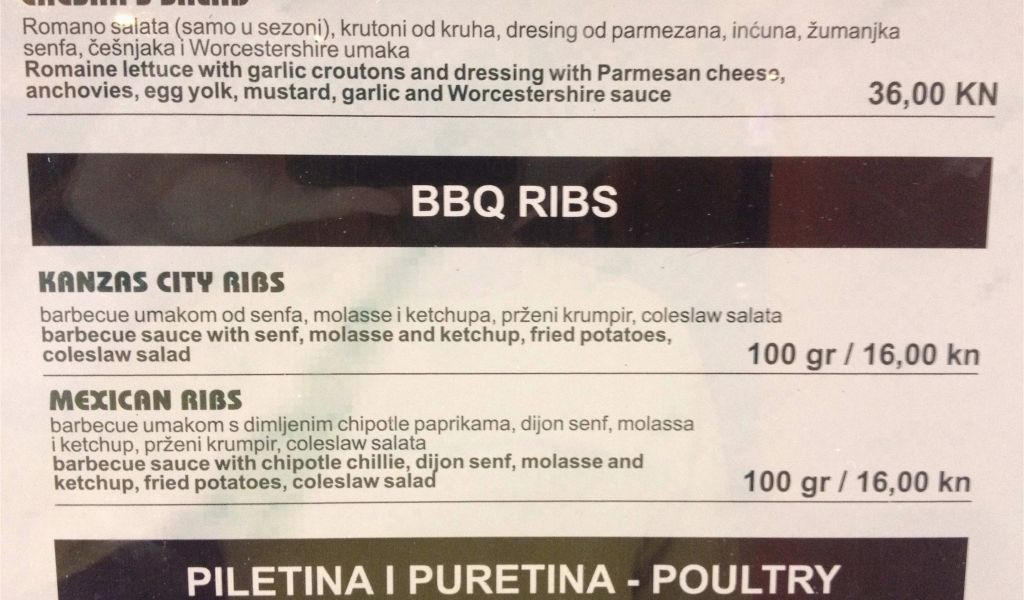 Romano salata (samo u sezoni), krutoni od kruha, dresing od parmezana, inćuna, žumanjka
senfa, češnjaka i Worcestershire umaka
Romaine lettuce with garlic croutons and dressing with Parmesan cheese,
anchovies, egg yolk, mustard, garlic and Worcestershire sauce
36,00 KN
BBQ RIBS
KANZAS CITY RIBS
barbecue umakom od senfa, molasse i ketchupa, prženi krumpir, coleslaw salata
barbecue sauce with senf, molasse and ketchup, fried potatoes,
coleslaw salad
100 gr / 16,00 kn
MEXICAN RIBS
barbecue umakom s dimljenim chipotle paprikama, dijon senf, molassa
i ketchup, prženi krumpir, coleslaw salata
barbecue sauce with chipotle chillie, dijon senf, molasse and
ketchup, fried potatoes, coleslaw salad
100 gr / 16,00 kn
PILETINA I PURETINA - POULTRY